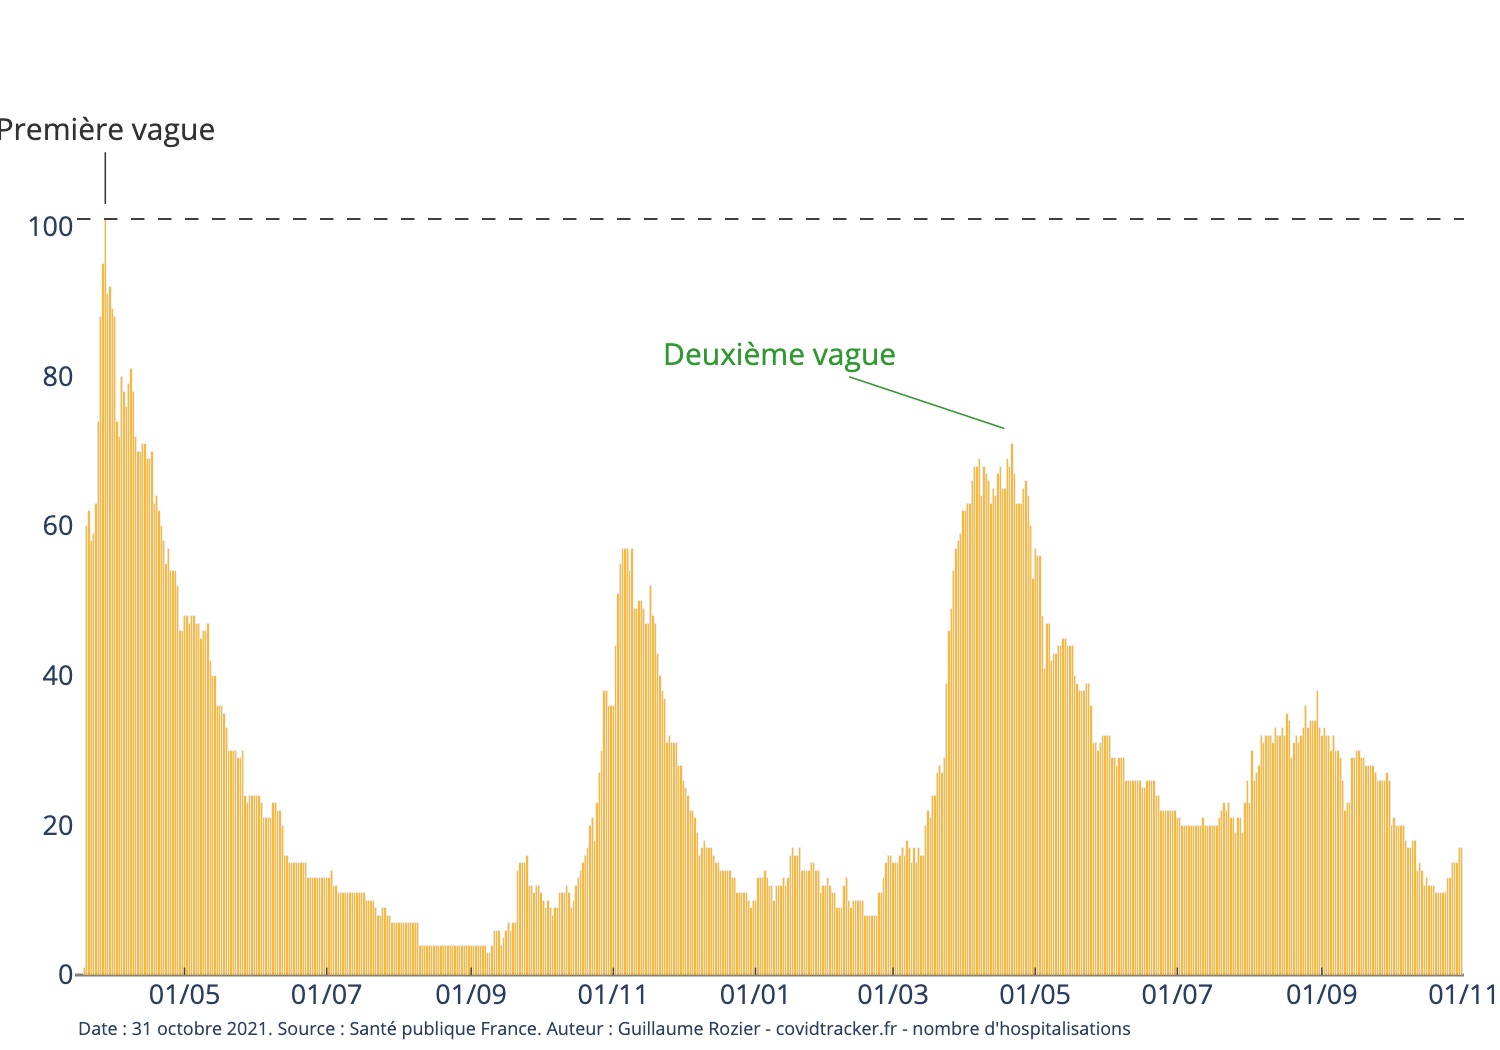 Première vague
100
80
Deuxième vague
60
40
20
0
01/05 01/07 01/09 01/11 01/01 01/03 01/05 01/07 01/09 01/11
Date : 31 octobre 2021. Source : Santé publique France. Auteur : Guillaume Rozier - covidtracker.fr - nombre d'hospitalisations